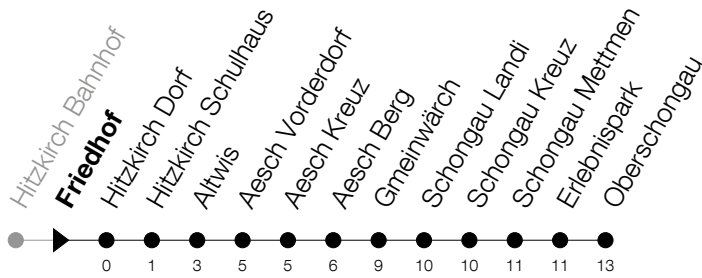 Hitzkirch Bahnhof
Friedhof
Hitzkirch Dorf
Hitzkirch Schulhaus
Altwis
Aesch Vorderdorf
Aesch Kreuz
Aesch Berg
Gmeinwärch
Schongau Landi
Schongau Kreuz
Schongau Mettmen
Erlebnispark
Oberschongau
0 1 3 5 5 6 9 10 10 11 11 13